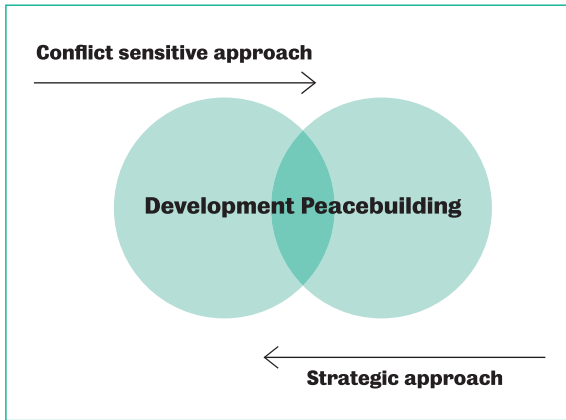 Conflict sensitive approach
Development Peacebuilding
Strategic approach